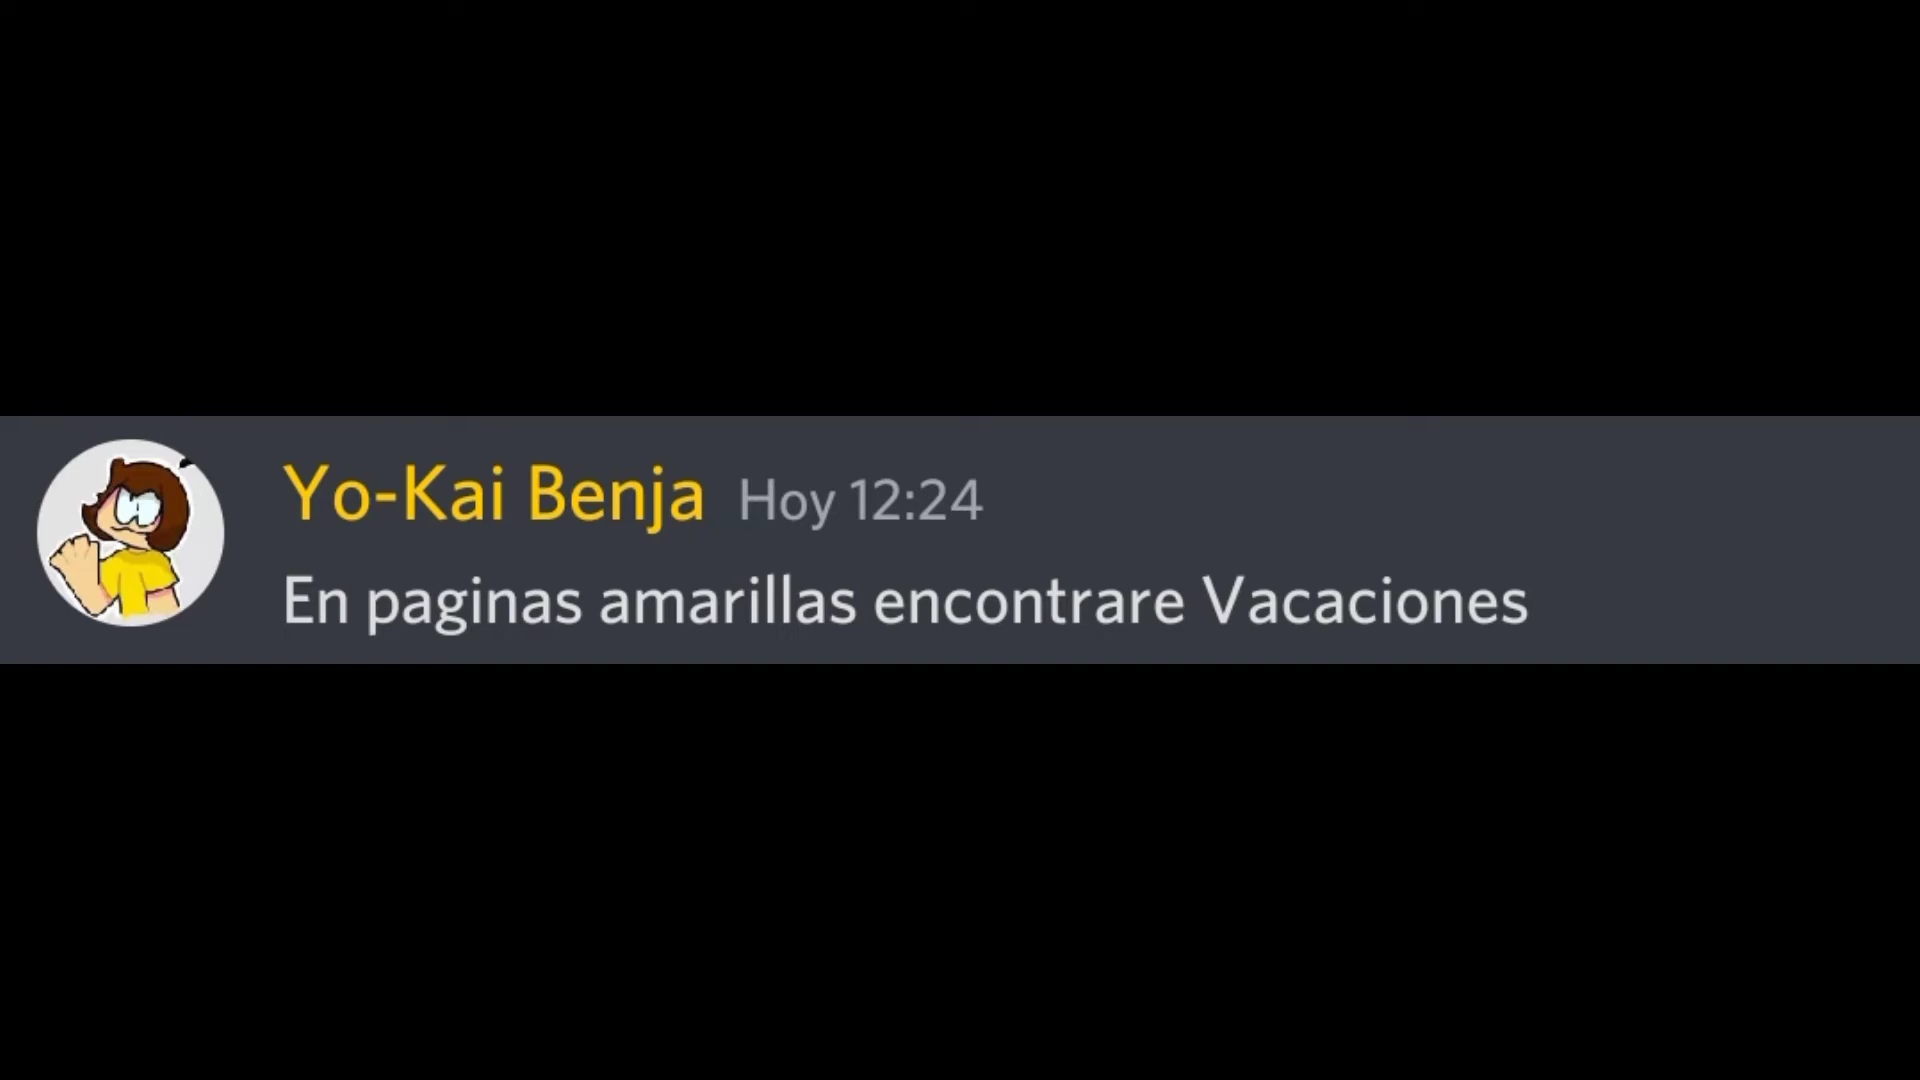 Yo-Kai Benja Hoy 12:24
En paginas amarillas encontrare Vacaciones